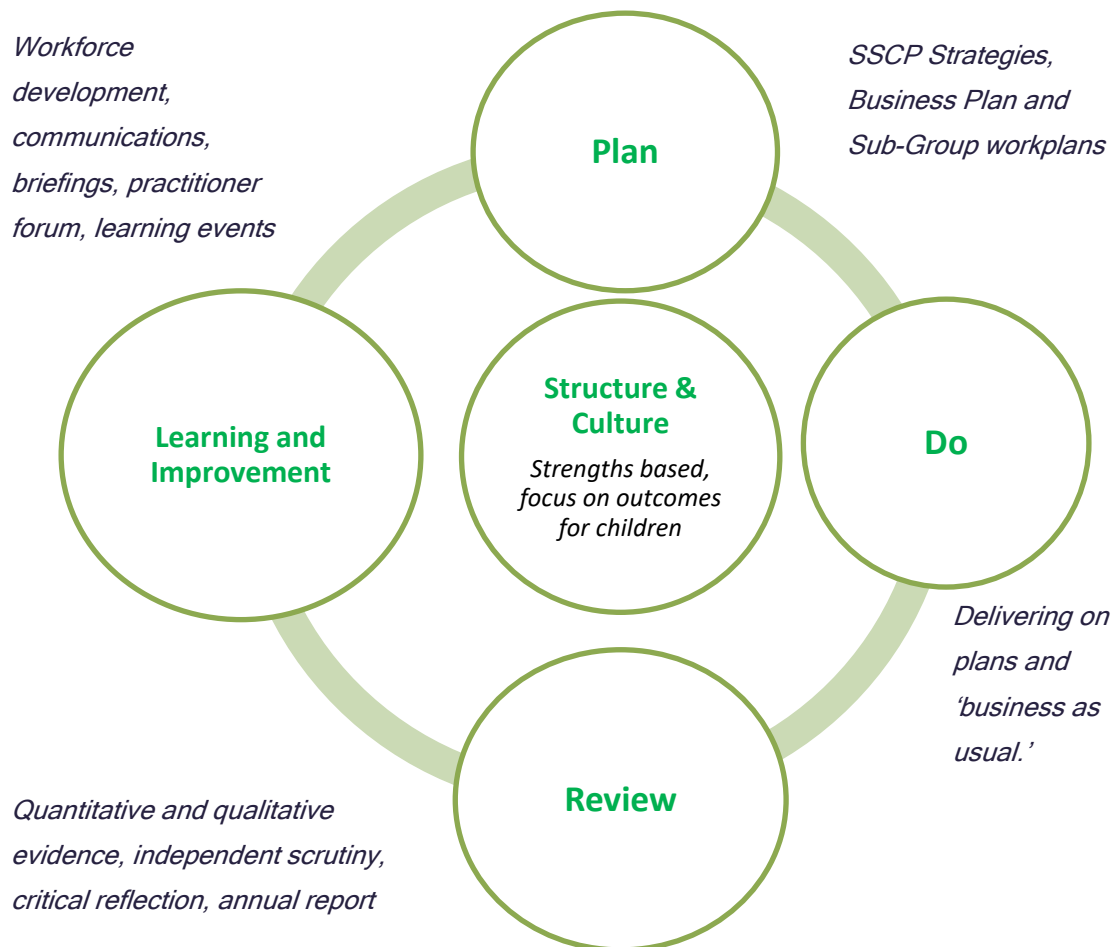 Workforce
development,
communications,
briefings, practitioner
forum, learning events
Plan
SSCP Strategies,
Business Plan and
Sub-Group workplans
Learning and
Improvement
Structure &
Culture
Strengths based,
focus on outcomes
for children
Do
Delivering on
plans and
‘business as
usual.’
Review
Quantitative and qualitative
evidence, independent scrutiny,
critical reflection, annual report